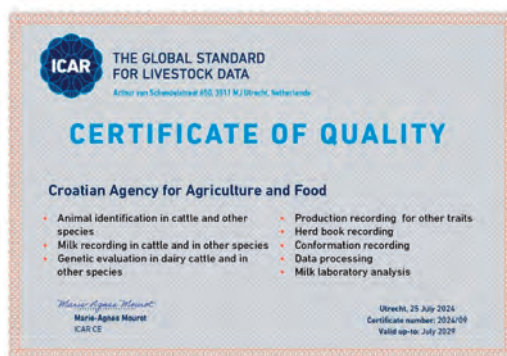 ICAR
THE GLOBAL STANDARD
FOR LIVESTOCK DATA
Arthur van Schendelstraat 650, 3511 MJ Utrecht, Netherlands
CERTIFICATE OF QUALITY
Croatian Agency for Agriculture and Food
• Animal identification in cattle and other
species
• Milk recording in cattle and in other species
• Genetic evaluation in dairy cattle and in
other species
• Production recording for other traits
• Herd book recording
• Conformation recording
• Data processing
• Milk laboratory analysis
Marie-Agnes Mourot
Marie-Agnes Mourot
ICAR CE
Utrecht, 25 July 2024
Certificate number: 2024/09
Valid up-to: July 2029